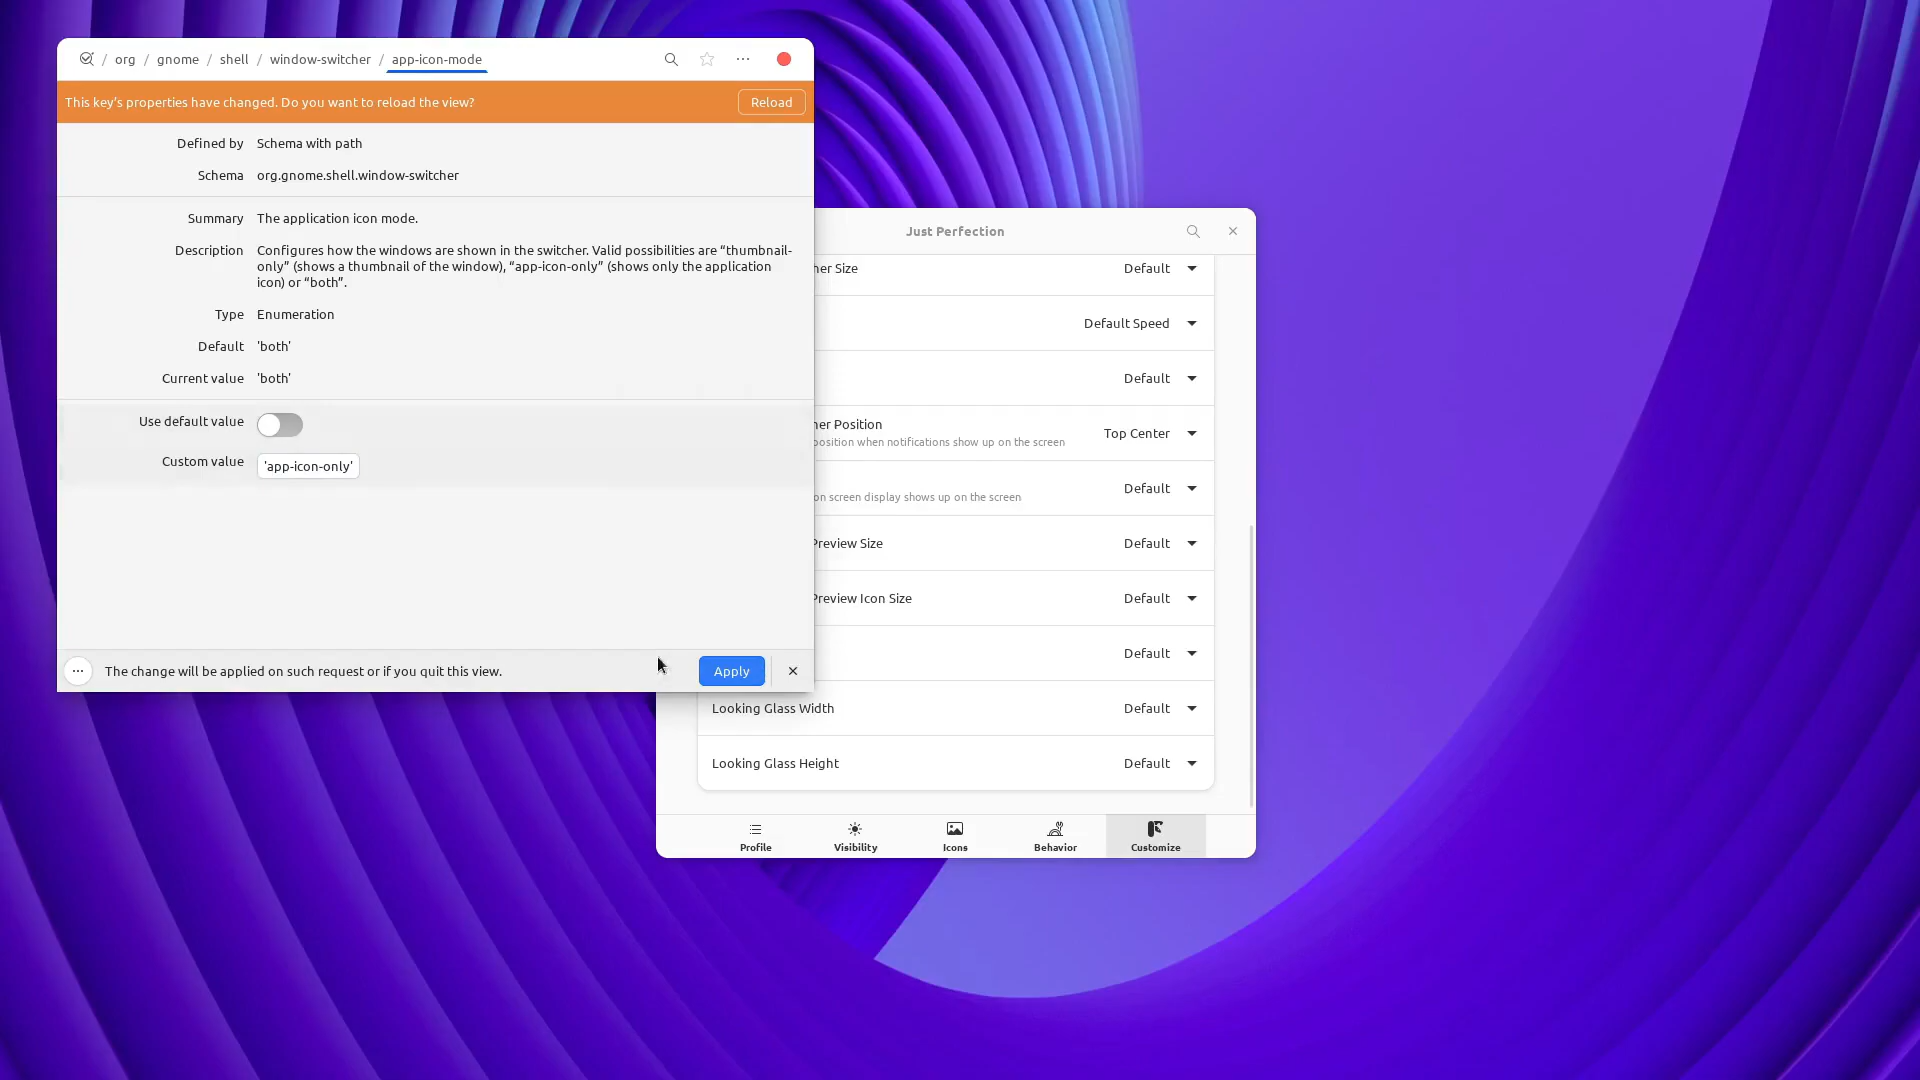 / org / gnome / shell / window-switcher / app-icon-mode
This key’s properties have changed. Do you want to reload the view? Reload
Defined by Schema with path
Schema org.gnome.shell.window-switcher
Summary The application icon mode.
Description Configures how the windows are shown in the switcher. Valid possibilities are “thumbnail-
only” (shows a thumbnail of the window), “app-icon-only” (shows only the application
icon) or “both”.
Type Enumeration
Default 'both'
Current value 'both'
Use default value
Custom value 'app-icon-only'
The change will be applied on such request or if you quit this view. Apply
Just Perfection
her Size Default
Default Speed
Default
her Position
position when notifications show up on the screen
Top Center
on screen display shows up on the screen
Default
Preview Size Default
Preview Icon Size Default
Default
Looking Glass Width Default
Looking Glass Height Default
Profile Visibility Icons Behavior Customize